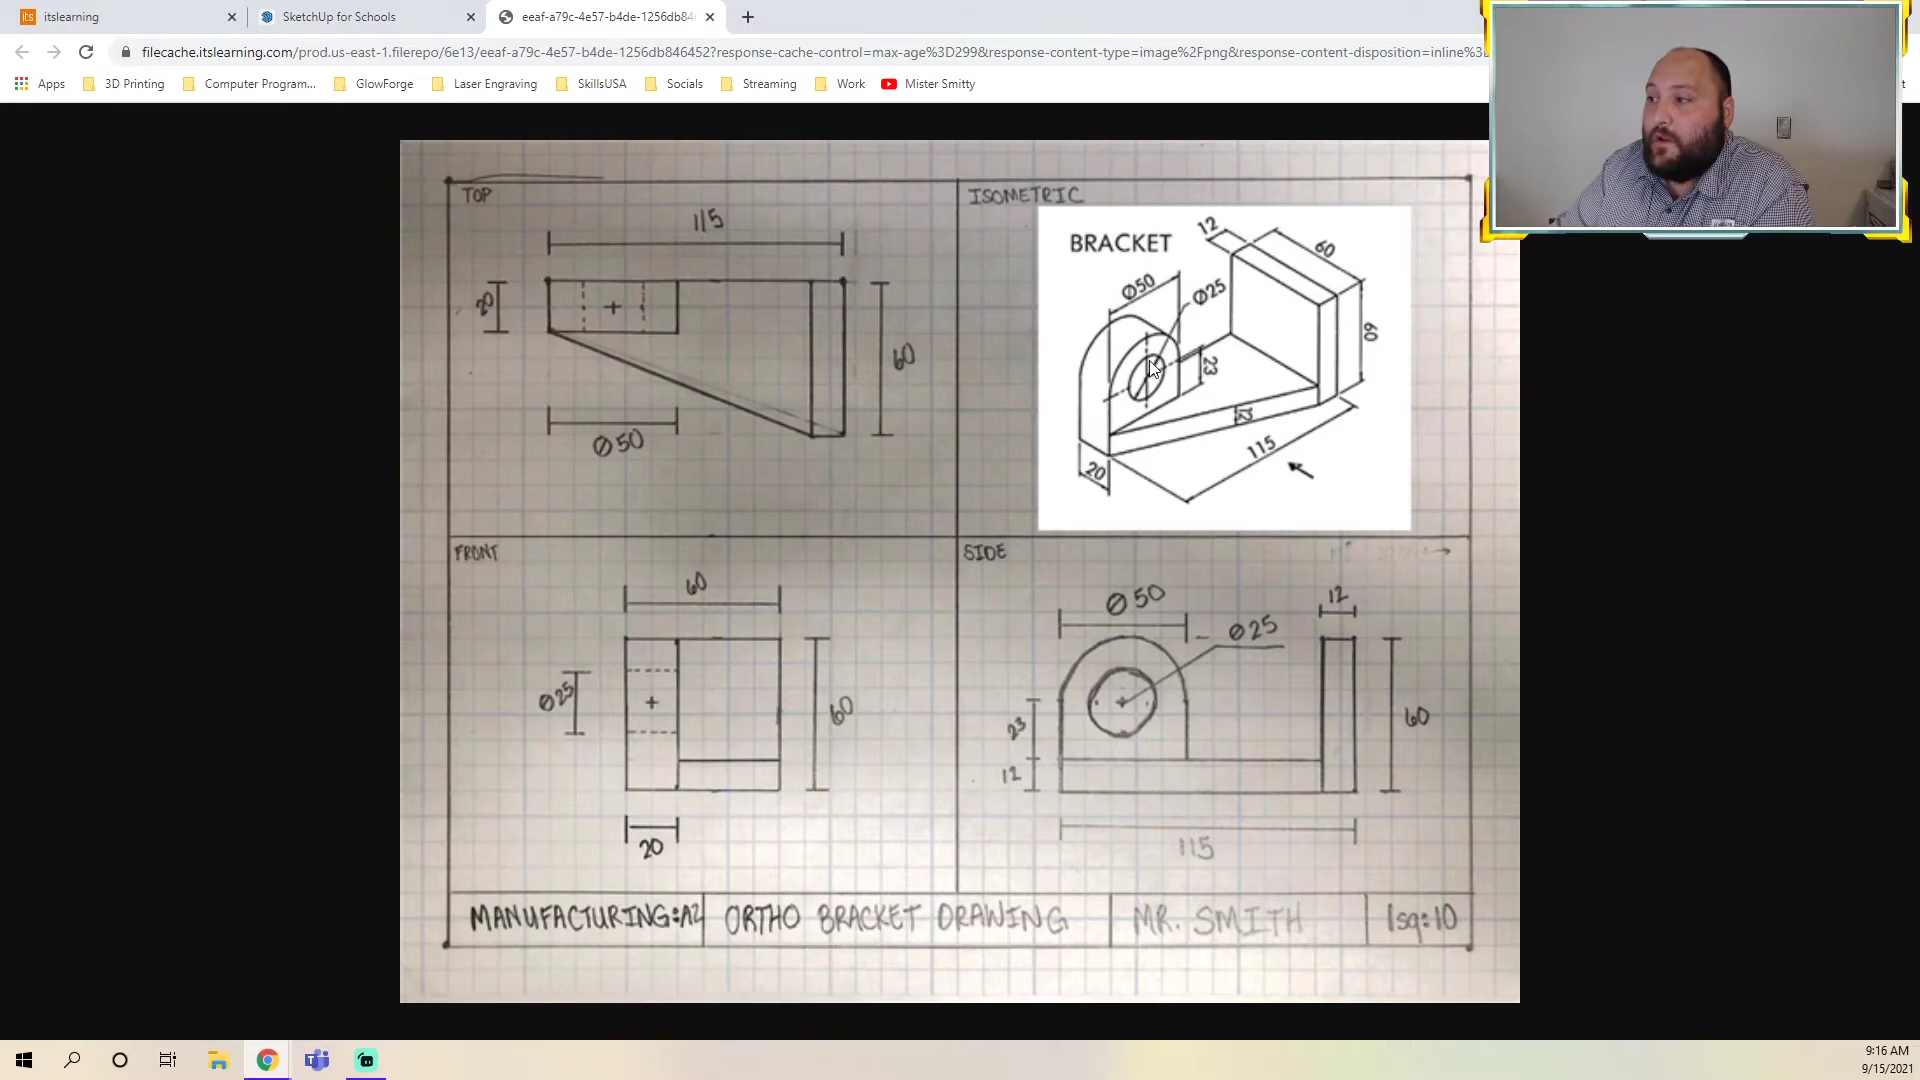 itslearning
SketchUp for Schools
eeaf-a79c-4e57-b4de-1256db84
filecache.itslearning.com/prod.us-east-1.filerepo/6e13/eeaf-a79c-4e57-b4de-1256db846452?response-cache-control=max-age%3D299&response-content-type=image%2Fpng&response-content-disposition=inline%3
Apps
3D Printing
Computer Program...
GlowForge
Laser Engraving
SkillsUSA
Socials
Streaming
Work
Mister Smitty
TOP
115
20
60
Ø50
ISOMETRIC
BRACKET
12
60
Ø50
Ø25
60
23
12
115
20
FRONT
60
Ø25
60
20
SIDE
Ø50
12
Ø25
23
60
12
115
MANUFACTURING:A2
ORTHO BRACKET DRAWING
MR. SMITH
1sq:10
9:16 AM
9/15/2021